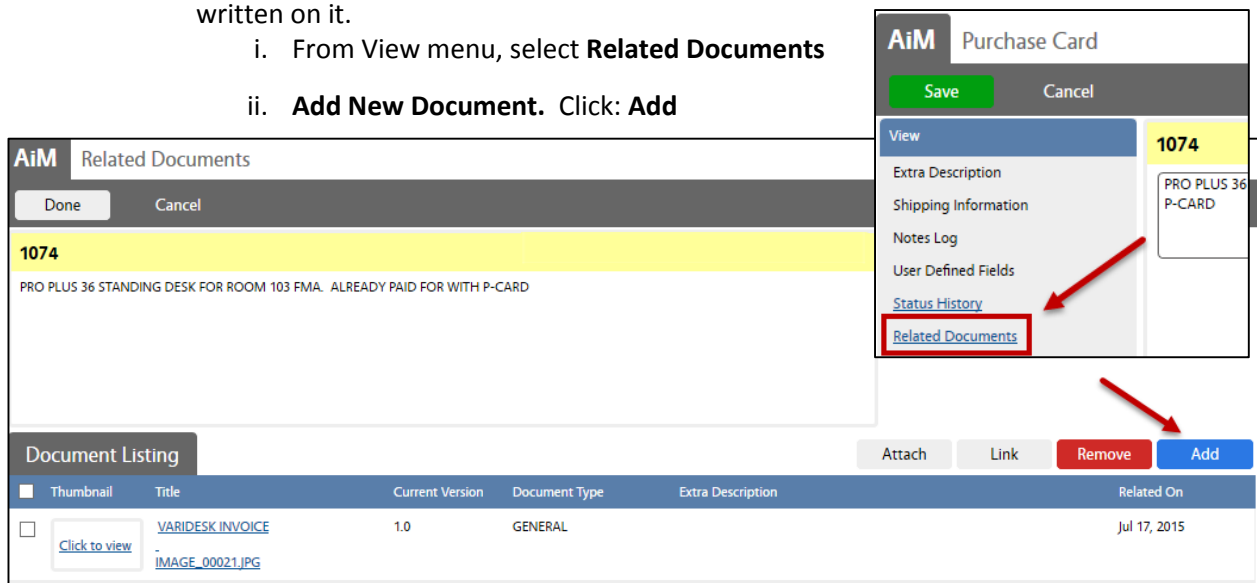 written on it.
i. From View menu, select Related Documents
ii. Add New Document. Click: Add
AiM Purchase Card
Save Cancel
View
Extra Description
Shipping Information
Notes Log
User Defined Fields
Status History
Related Documents
1074
PRO PLUS 36
P-CARD
AiM Related Documents
Done Cancel
1074
PRO PLUS 36 STANDING DESK FOR ROOM 103 FMA. ALREADY PAID FOR WITH P-CARD
Document Listing Attach Link Remove Add
Thumbnail Title Current Version Document Type Extra Description Related On
Click to view VARIDESK INVOICE 1.0 GENERAL Jul 17, 2015
-
IMAGE_00021.JPG